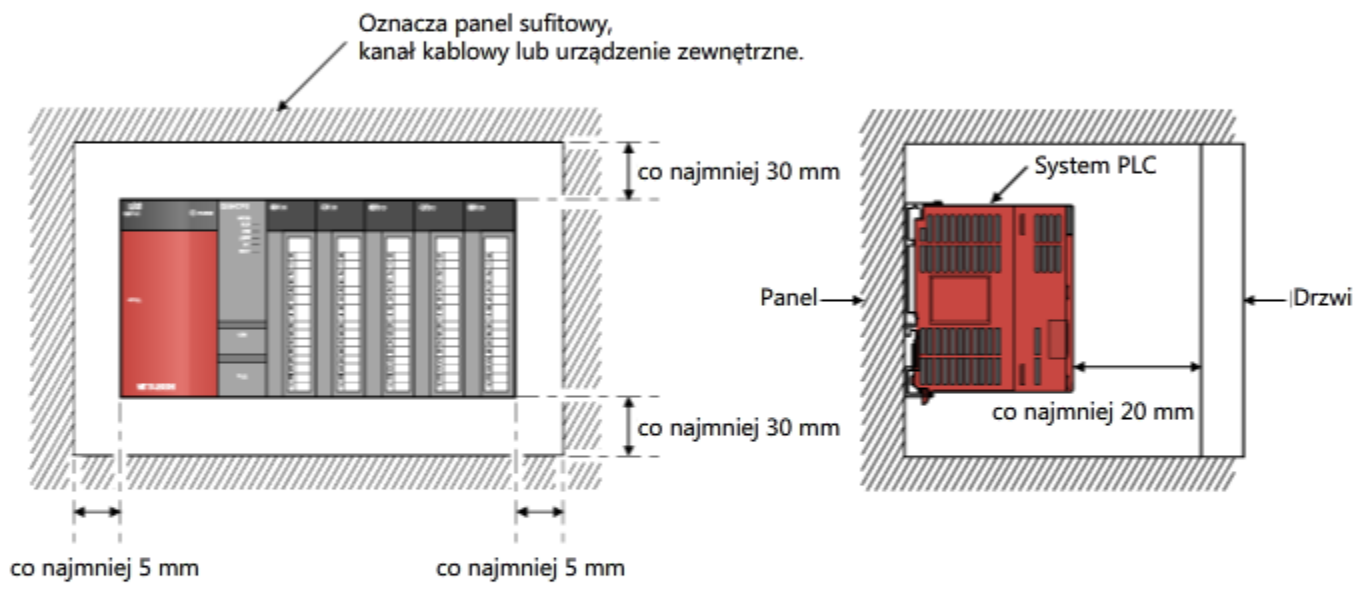 Oznacza panel sufitowy,
kanał kablowy lub urządzenie zewnętrzne.
co najmniej 30 mm
System PLC
Panel
Drzwi
co najmniej 20 mm
co najmniej 30 mm
co najmniej 5 mm
co najmniej 5 mm